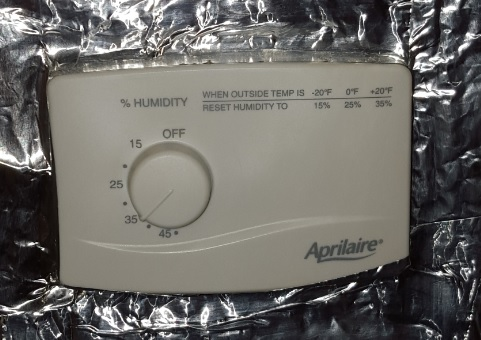 % HUMIDITY
WHEN OUTSIDE TEMP IS -20°F 0°F +20°F
RESET HUMIDITY TO 15% 25% 35%
OFF
15
25
35
45
Aprilaire®